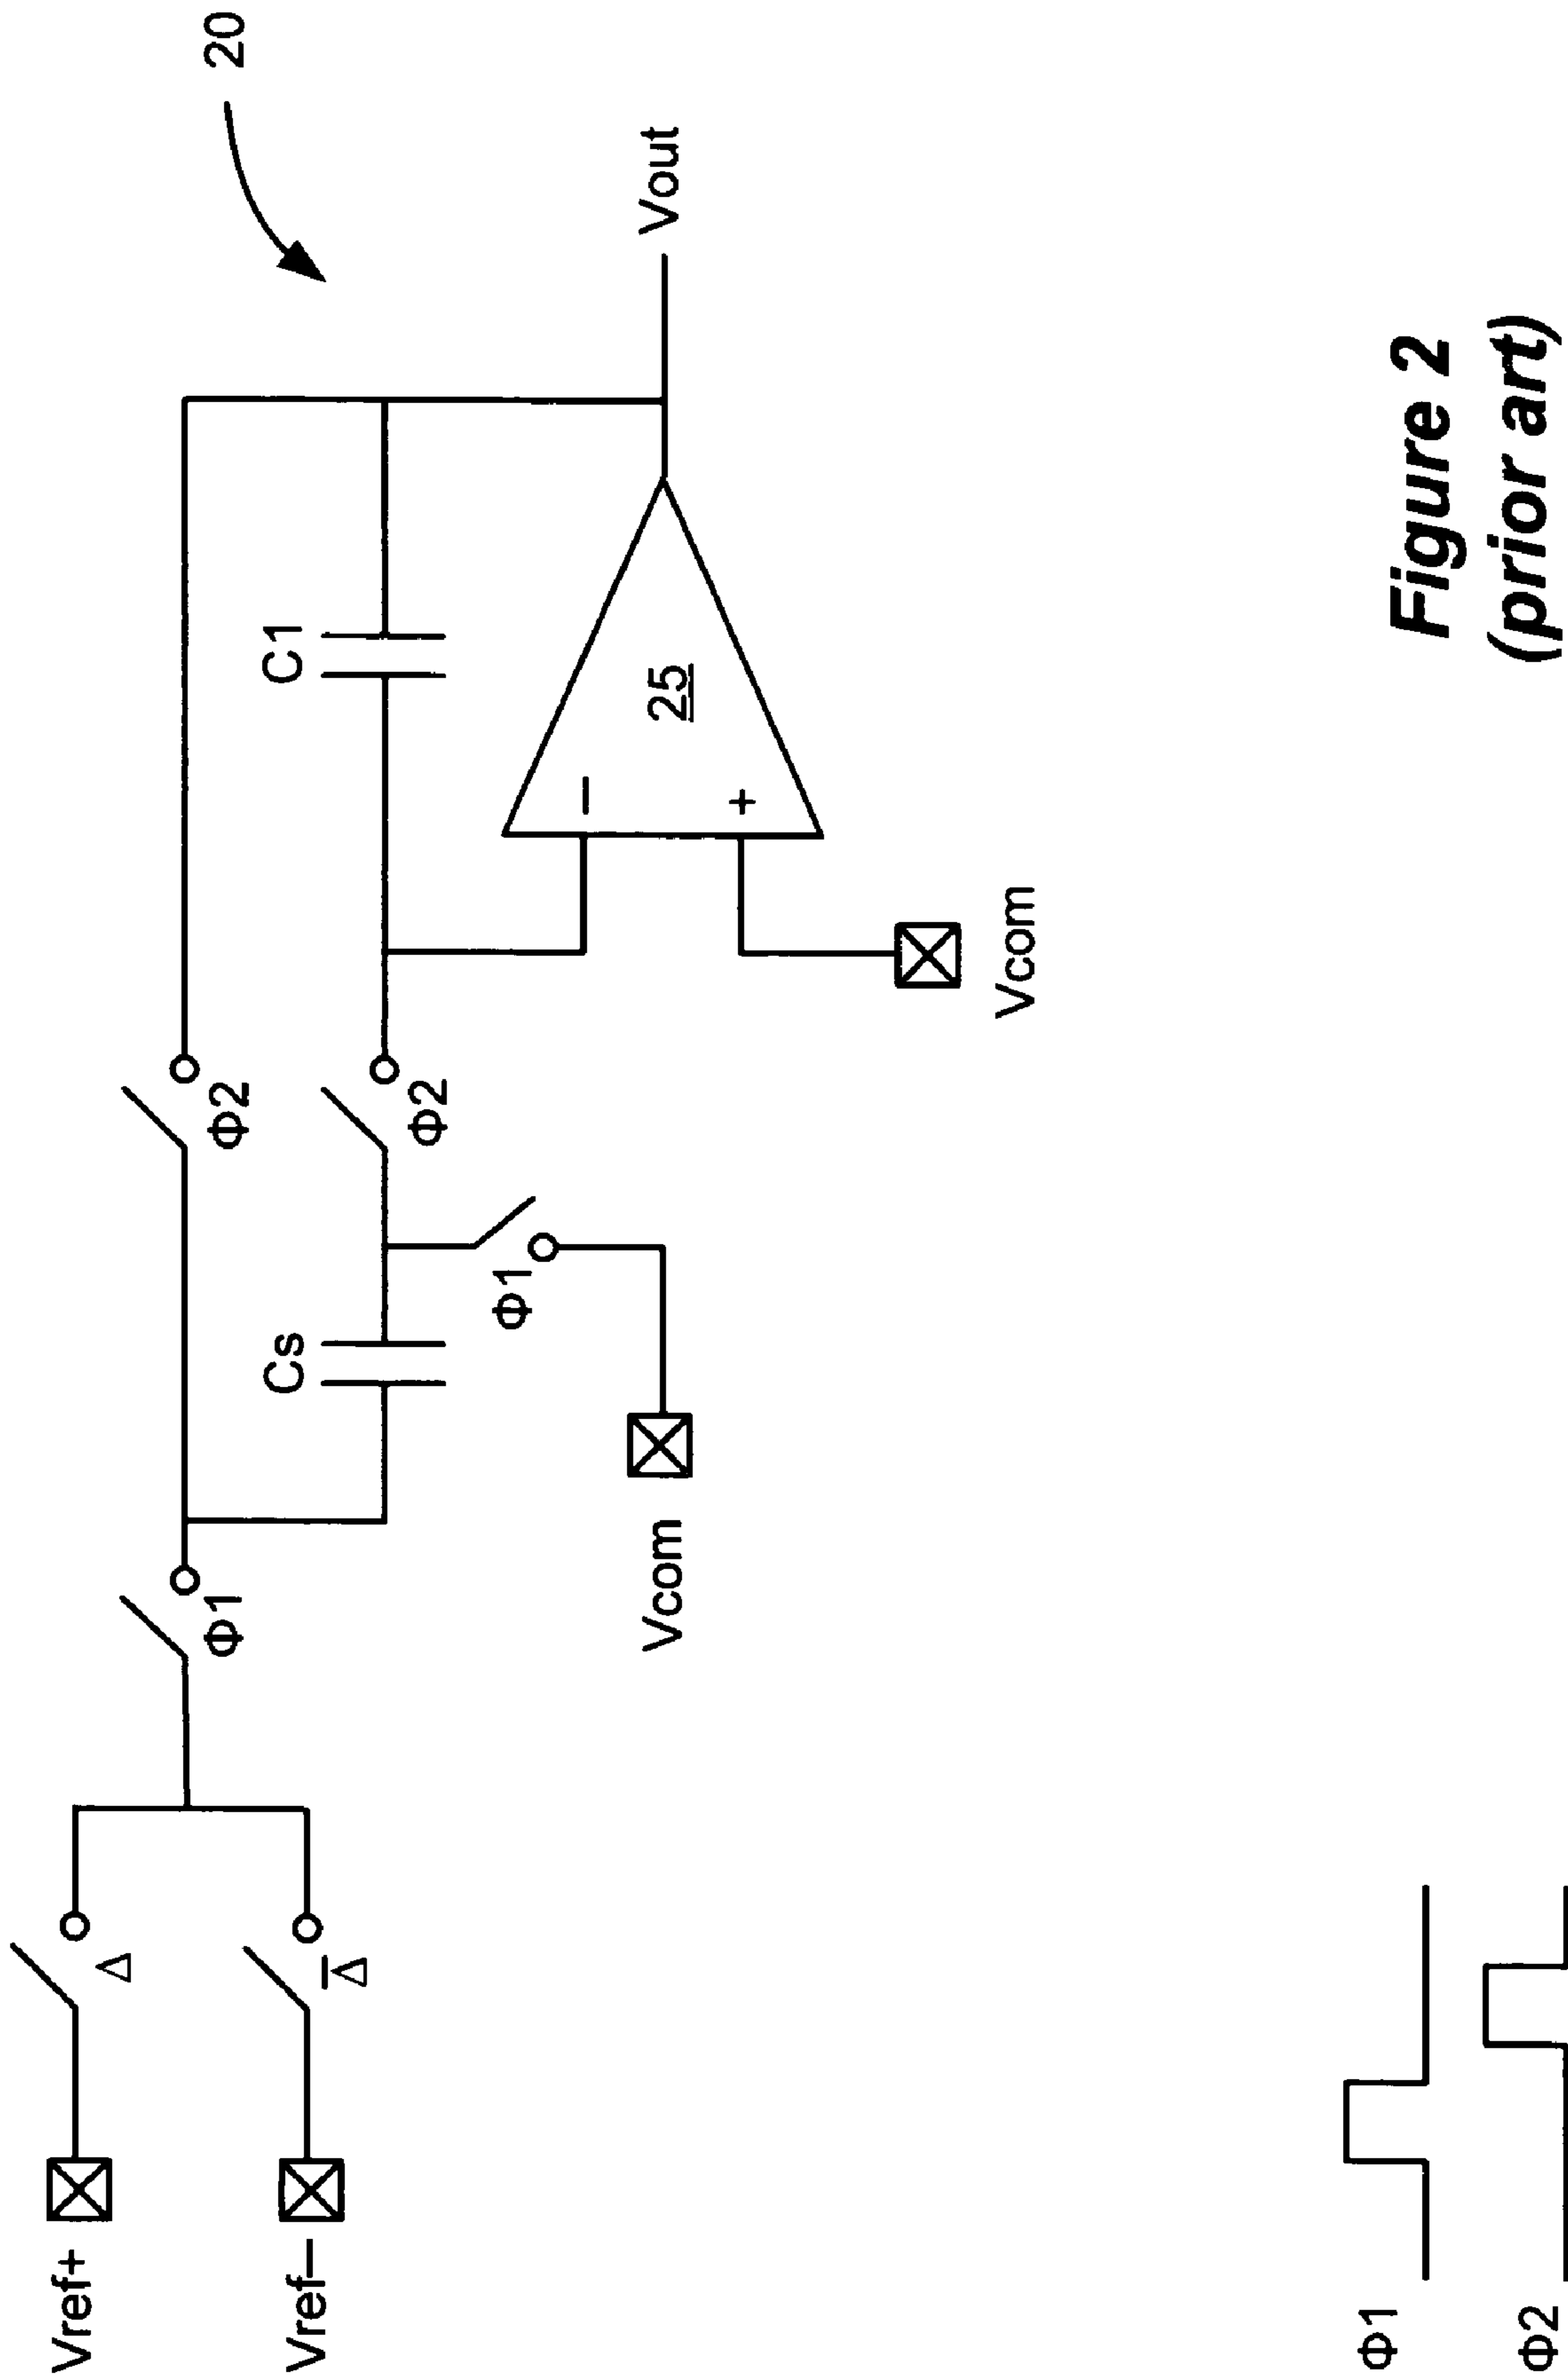 20
Vref+
Δ
Vref–
Δ̅
Φ1
Φ2
Cs
Φ2
C1
Φ1
Vcom
25
–
+
Vout
Vcom
Φ1
Φ2
Figure 2
(prior art)